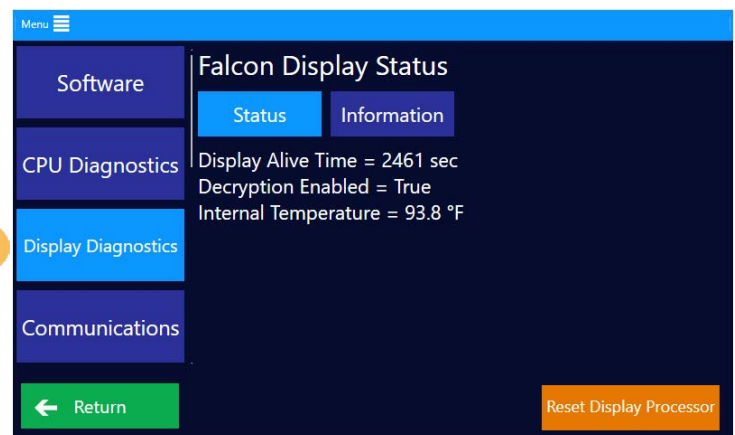 Menu
Software
CPU Diagnostics
Display Diagnostics
Communications
Return
Falcon Display Status
Status
Information
Display Alive Time = 2461 sec
Decryption Enabled = True
Internal Temperature = 93.8 °F
Reset Display Processor